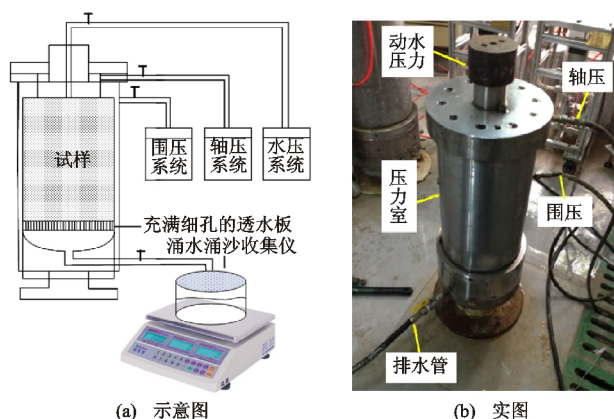 试样
围压
系统
轴压
系统
水压
系统
充满细孔的透水板
涌水涌沙收集仪
(a) 示意图
动水
压力
轴压
压
力
室
围压
排水管
(b) 实图